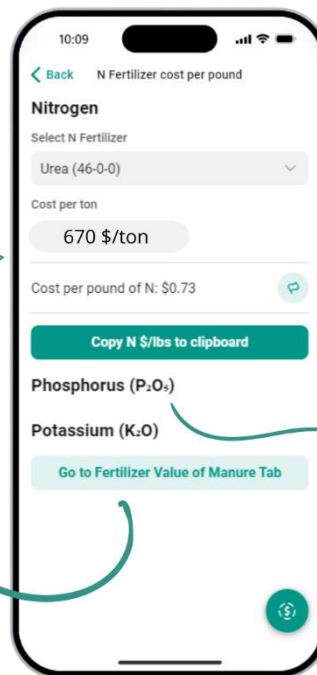 10:09
Back N Fertilizer cost per pound
Nitrogen
Select N Fertilizer
Urea (46-0-0)
Cost per ton
670 $/ton
Cost per pound of N: $0.73
Copy N $/lbs to clipboard
Phosphorus (P₂O₅)
Potassium (K₂O)
Go to Fertilizer Value of Manure Tab
$